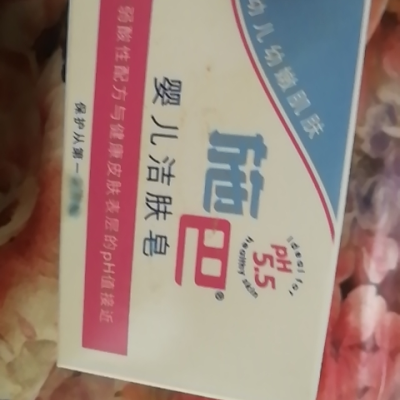 幼儿幼嫩肌肤
施巴®
ideal for
pH
5.5
healthy skin
婴儿洁肤皂
弱酸性配方与健康皮肤表层的pH值接近
保护从第一